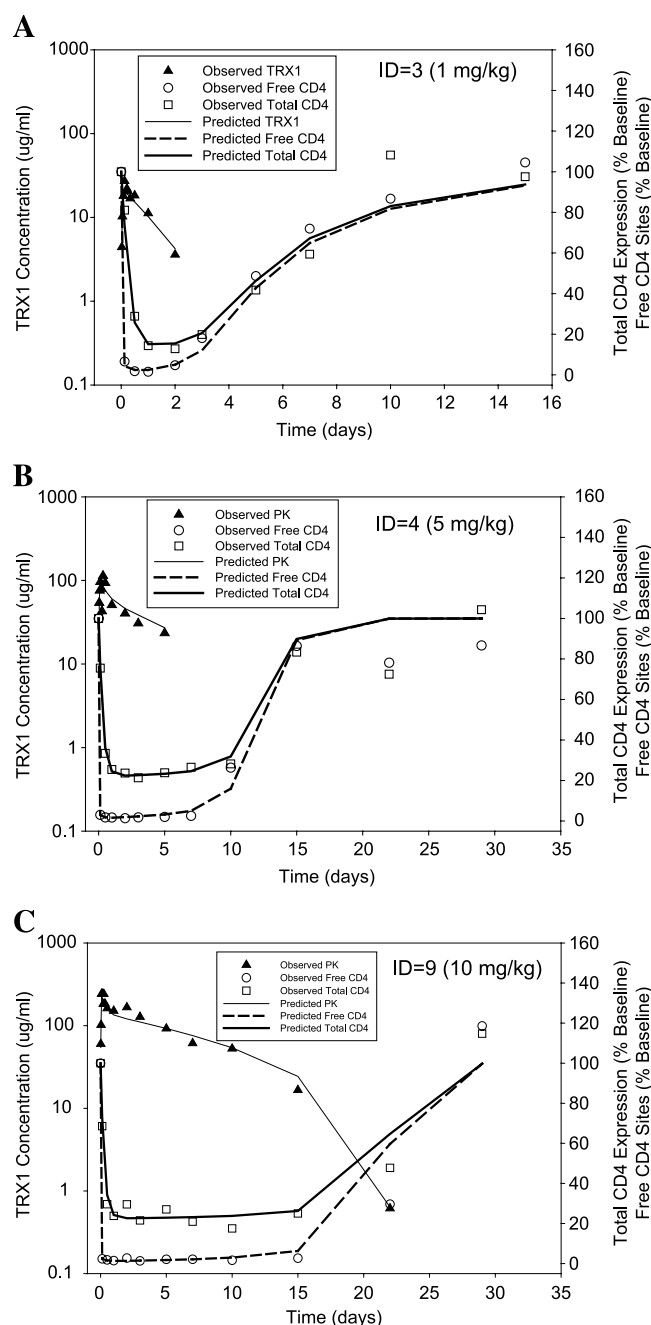 A
ID=3 (1 mg/kg)
Observed TRX1
Observed Free CD4
Observed Total CD4
Predicted TRX1
Predicted Free CD4
Predicted Total CD4
TRX1 Concentration (ug/ml)
1000
100
10
1
0.1
Total CD4 Expression (% Baseline)
Free CD4 Sites (% Baseline)
160
140
120
100
80
60
40
20
0
0 2 4 6 8 10 12 14 16
Time (days)
B
ID=4 (5 mg/kg)
Observed PK
Observed Free CD4
Observed Total CD4
Predicted PK
Predicted Free CD4
Predicted Total CD4
TRX1 Concentration (ug/ml)
1000
100
10
1
0.1
Total CD4 Expression (% Baseline)
Free CD4 Sites (% Baseline)
160
140
120
100
80
60
40
20
0
0 5 10 15 20 25 30 35
Time (days)
C
ID=9 (10 mg/kg)
Observed PK
Observed Free CD4
Observed Total CD4
Predicted PK
Predicted Free CD4
Predicted Total CD4
TRX1 Concentration (ug/ml)
1000
100
10
1
0.1
Total CD4 Expression (% Baseline)
Free CD4 Sites (% Baseline)
160
140
120
100
80
60
40
20
0
0 5 10 15 20 25 30 35
Time (days)